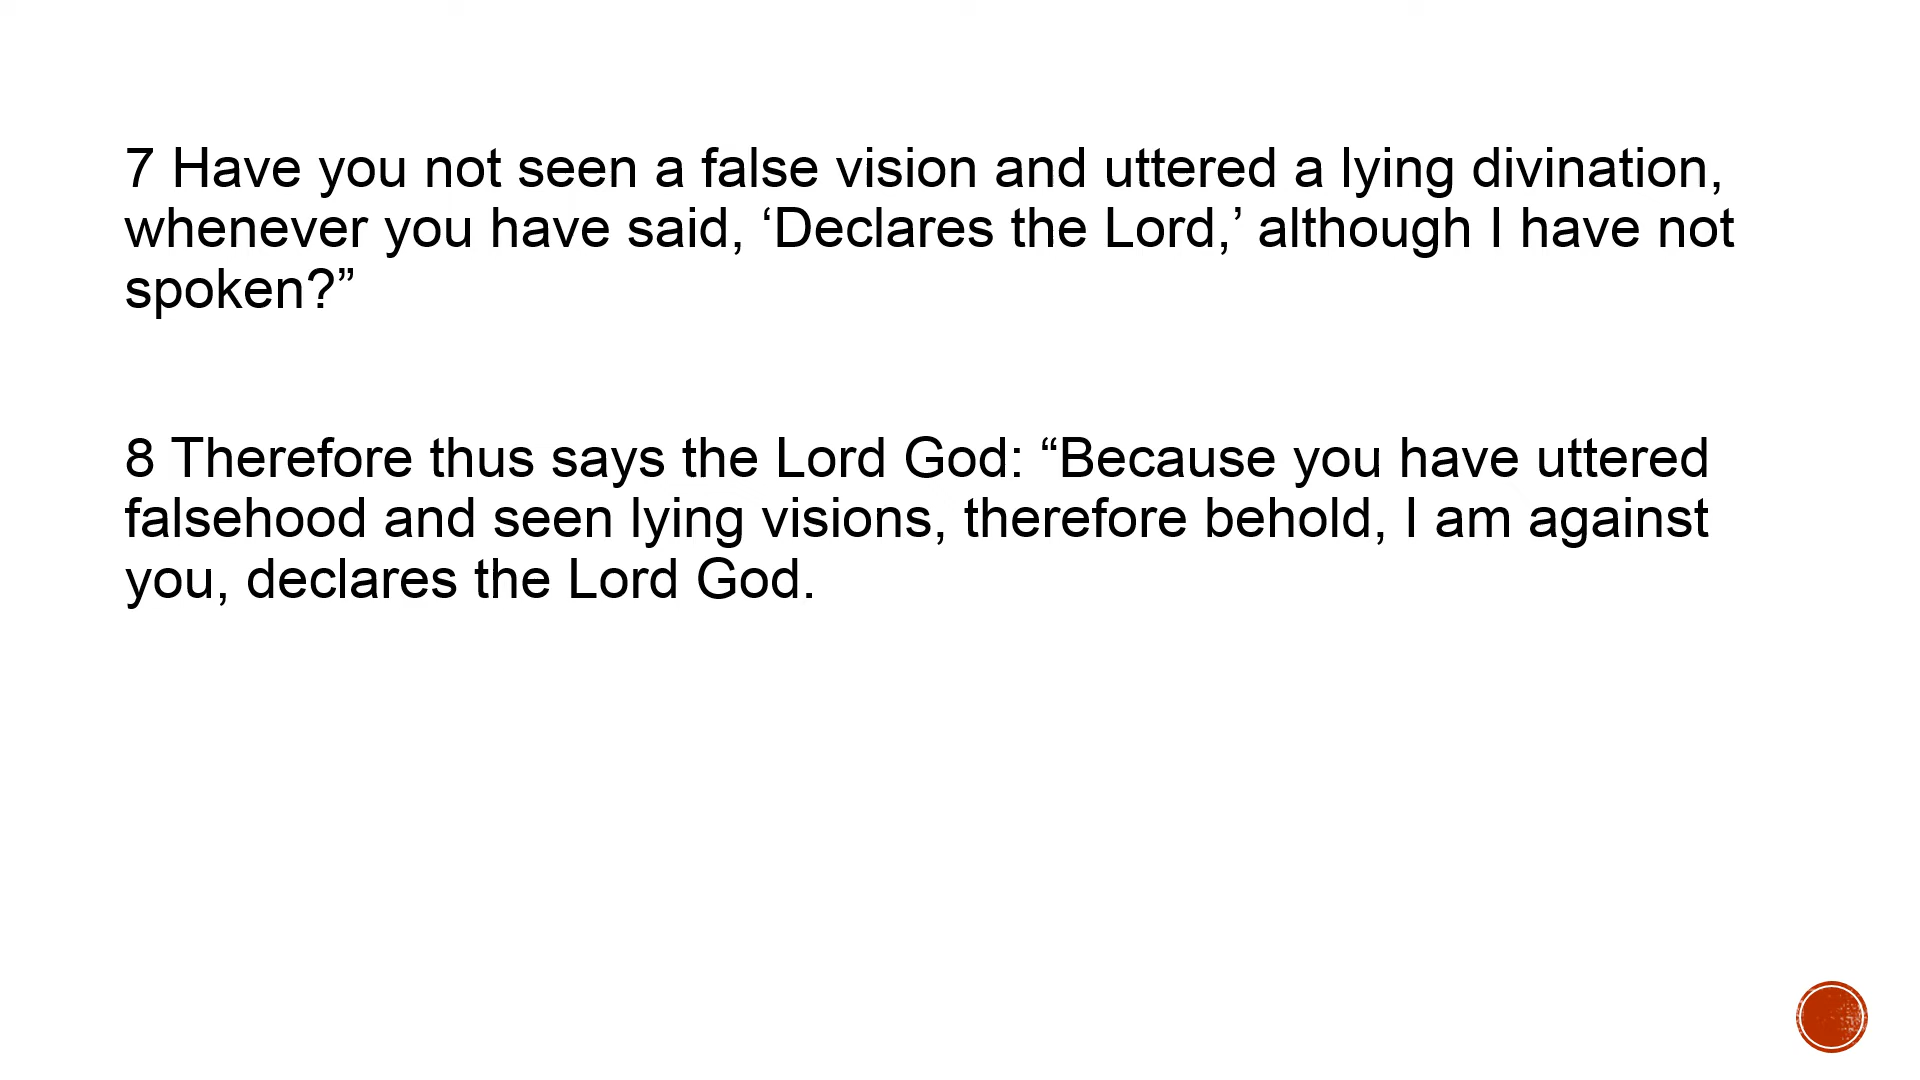 7 Have you not seen a false vision and uttered a lying divination,
whenever you have said, ‘Declares the Lord,’ although I have not
spoken?”
8 Therefore thus says the Lord God: “Because you have uttered
falsehood and seen lying visions, therefore behold, I am against
you, declares the Lord God.